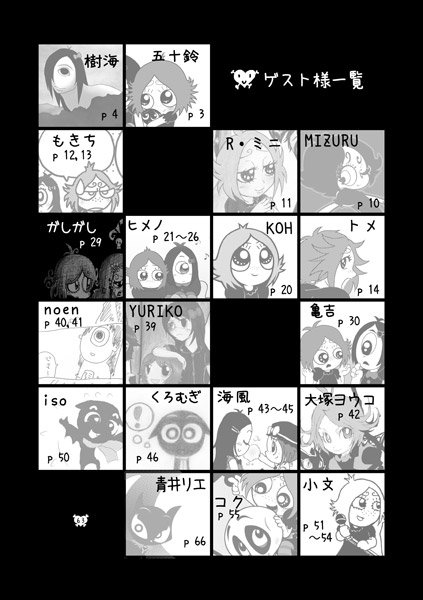 ゲスト様一覧
樹海
p 4
五十鈴
p 3
もきち
p 12,13
R・ミニ
p 11
MIZURU
p 10
がしがし
p 29
ヒメノ
p 21〜26
KOH
p 20
トメ
p 14
noen
p 40,41
YURIKO
p 39
亀吉
p 30
iso
p 50
くろむぎ
p 46
海風
p 43〜45
大塚ヨウコ
p 42
青井リエ
p 66
コク
p 55
小文
p 51
〜54
63